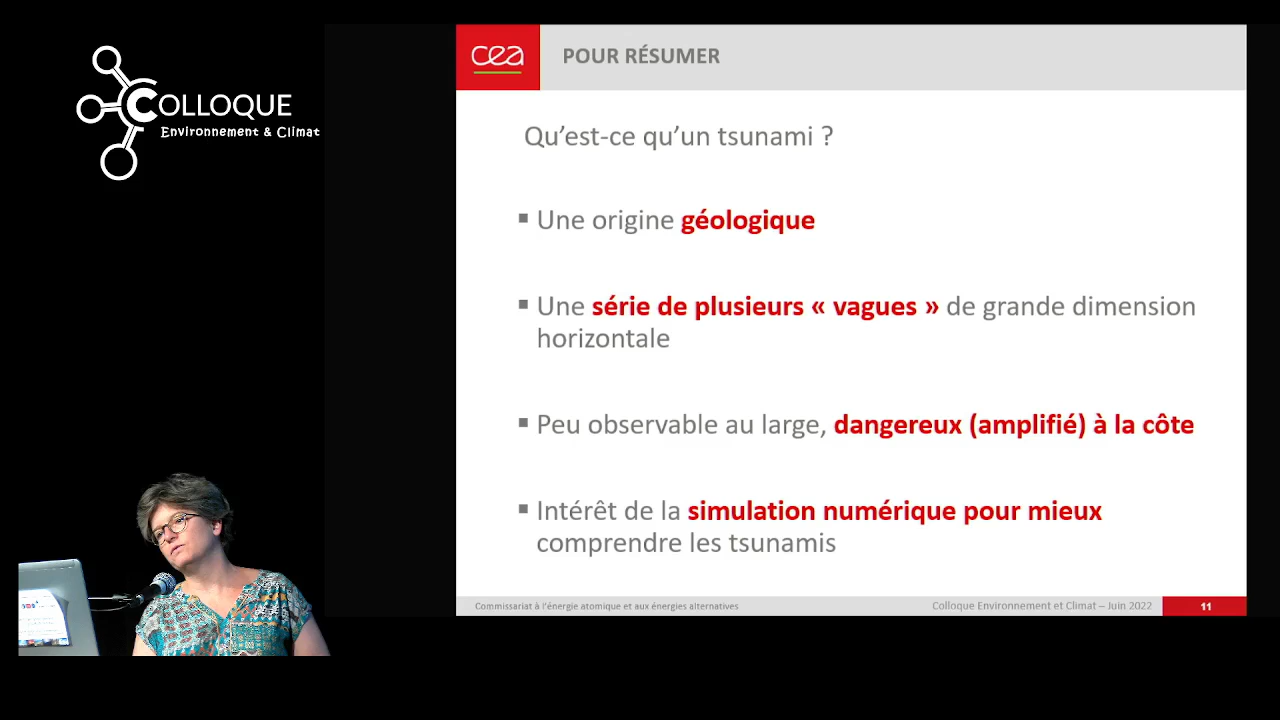 COLLOQUE
Environnement & Climat
cea
POUR RÉSUMER
Qu'est-ce qu'un tsunami ?
▪ Une origine géologique
▪ Une série de plusieurs « vagues » de grande dimension
horizontale
▪ Peu observable au large, dangereux (amplifié) à la côte
▪ Intérêt de la simulation numérique pour mieux
comprendre les tsunamis
Commissariat à l'énergie atomique et aux énergies alternatives
Colloque Environnement et Climat – Juin 2022
11